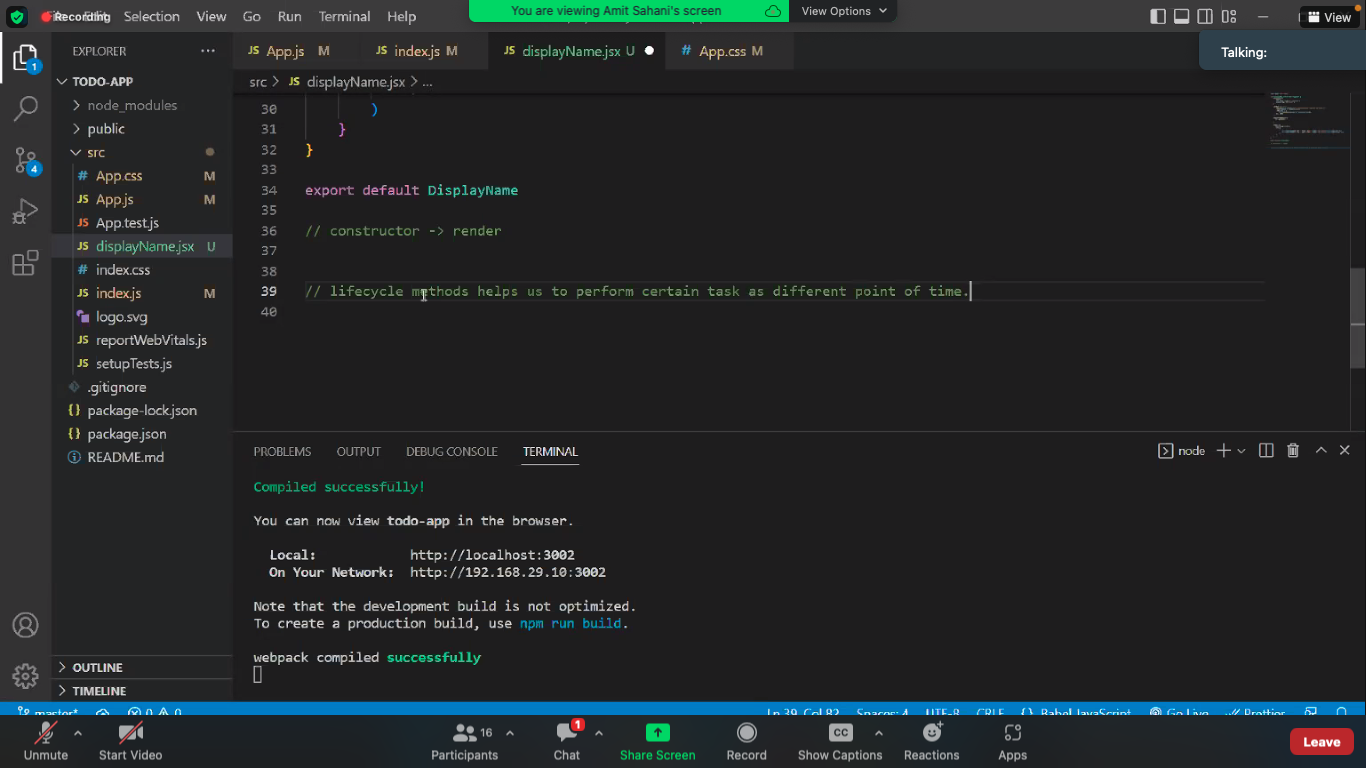 Recording
Selection View Go Run Terminal Help
You are viewing Amit Sahani's screen
View Options
View
Talking:
EXPLORER
TODO-APP
node_modules
public
src
App.css M
App.js M
App.test.js
displayName.jsx U
index.css
index.js M
logo.svg
reportWebVitals.js
setupTests.js
.gitignore
package-lock.json
package.json
README.md
OUTLINE
TIMELINE
1
4
JS App.js M
JS index.js M
JS displayName.jsx U
# App.css M
src > JS displayName.jsx > ...
30 )
31 }
32 }
33
34 export default DisplayName
35
36 // constructor -> render
37
38
39 // lifecycle methods helps us to perform certain task as different point of time.
40
PROBLEMS OUTPUT DEBUG CONSOLE TERMINAL
node
Compiled successfully!
You can now view todo-app in the browser.
Local: http://localhost:3002
On Your Network: http://192.168.29.10:3002
Note that the development build is not optimized.
To create a production build, use npm run build.
webpack compiled successfully
master* 0 0
Ln 39, Col 82 Spaces: 4 UTF-8 CRLF {} Babel JavaScript Go Live Prettier
Unmute
Start Video
Participants 16
Chat 1
Share Screen
Record
CC Show Captions
Reactions
Apps
Leave